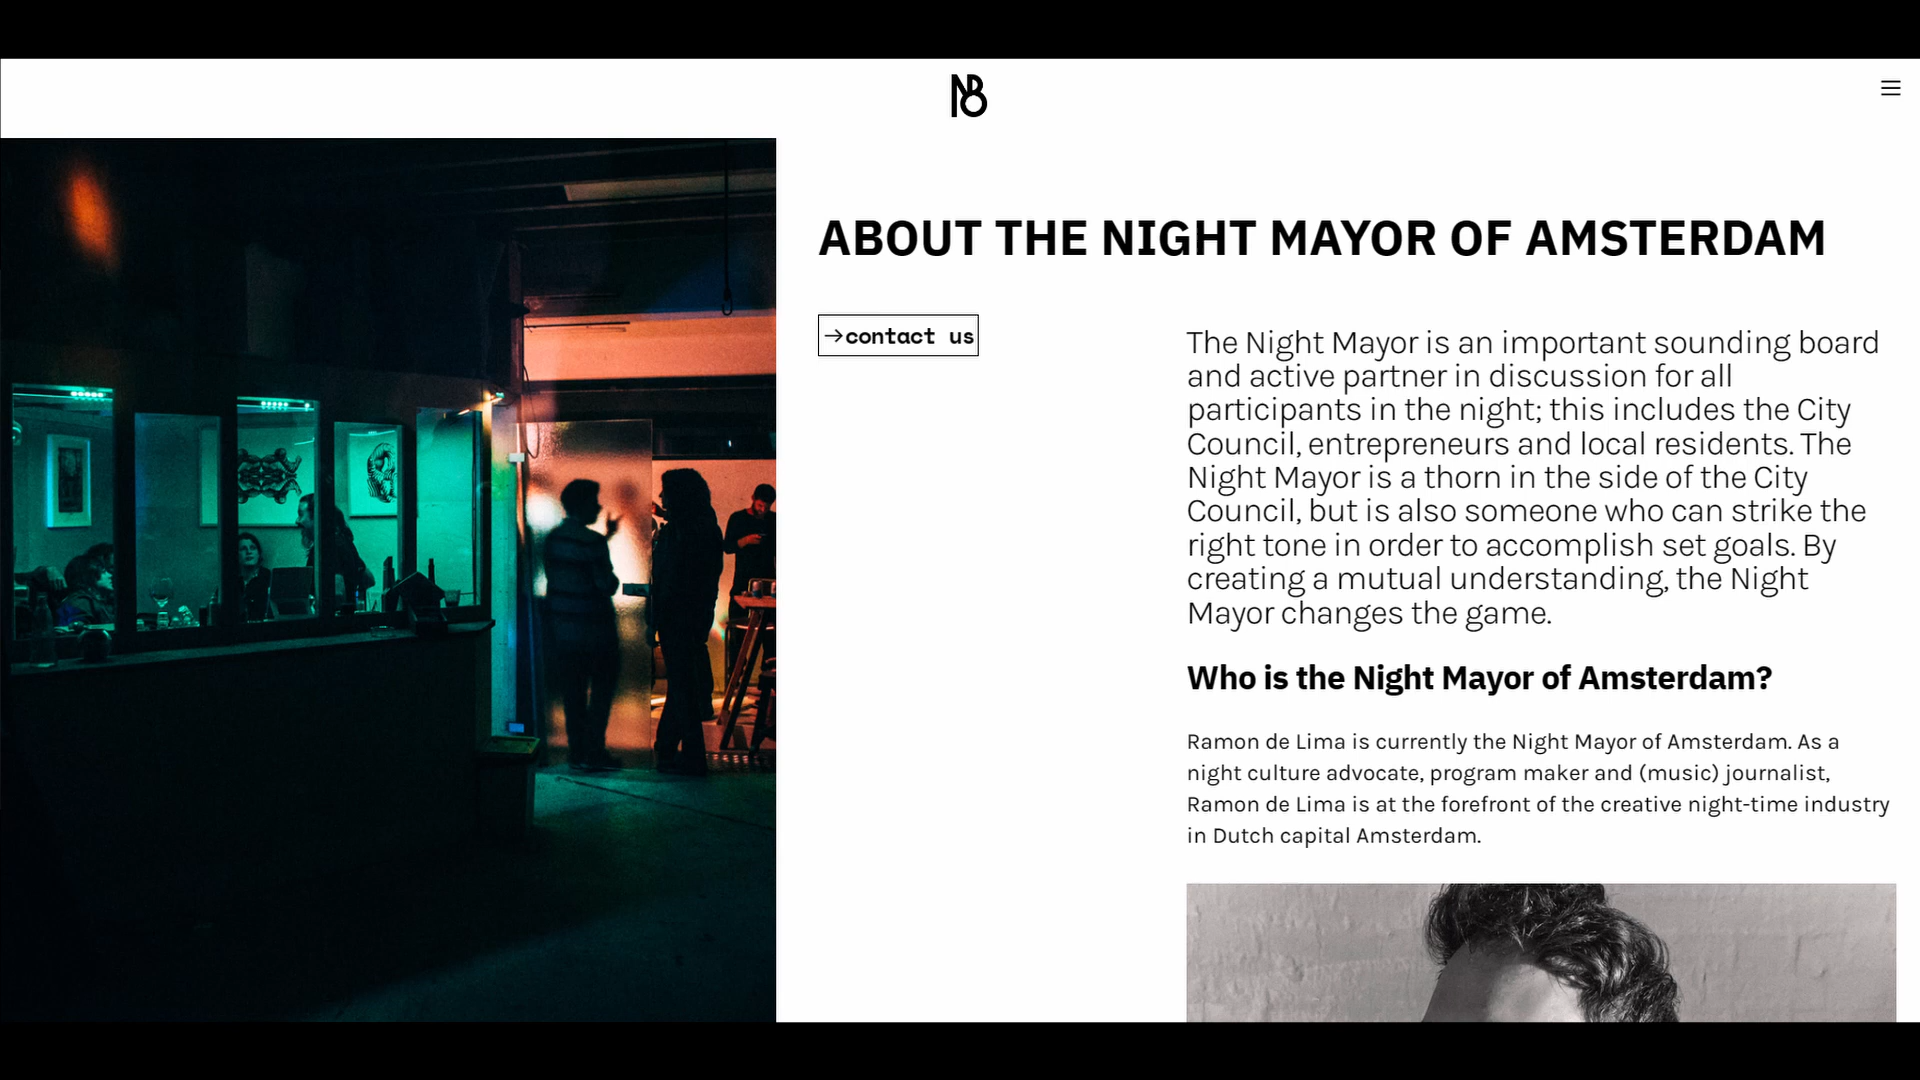 NB
ABOUT THE NIGHT MAYOR OF AMSTERDAM
→contact us
The Night Mayor is an important sounding board
and active partner in discussion for all
participants in the night; this includes the City
Council, entrepreneurs and local residents. The
Night Mayor is a thorn in the side of the City
Council, but is also someone who can strike the
right tone in order to accomplish set goals. By
creating a mutual understanding, the Night
Mayor changes the game.
Who is the Night Mayor of Amsterdam?
Ramon de Lima is currently the Night Mayor of Amsterdam. As a
night culture advocate, program maker and (music) journalist,
Ramon de Lima is at the forefront of the creative night-time industry
in Dutch capital Amsterdam.